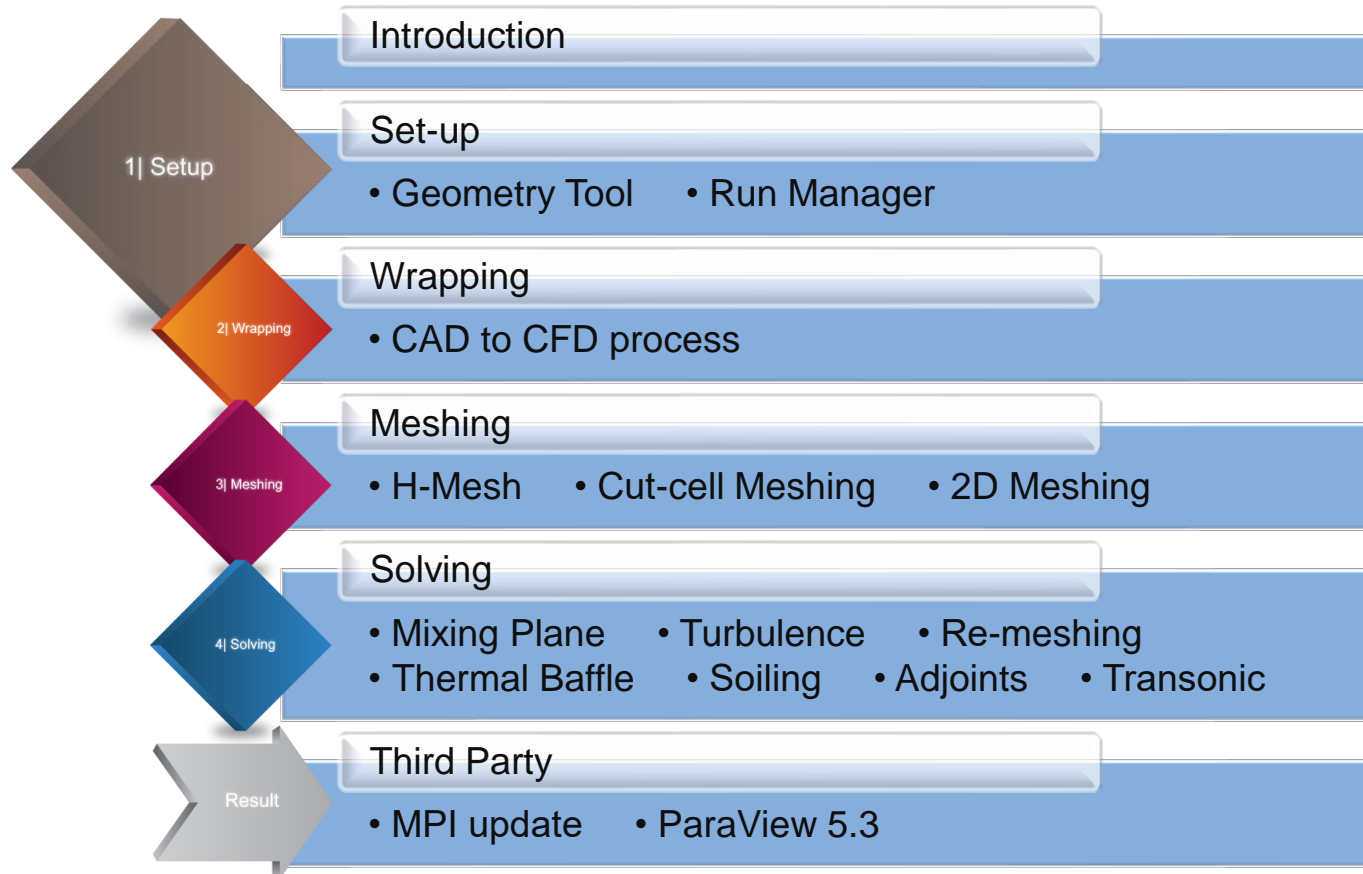 Introduction
1| Setup
Set-up
• Geometry Tool • Run Manager
2| Wrapping
Wrapping
• CAD to CFD process
3| Meshing
Meshing
• H-Mesh • Cut-cell Meshing • 2D Meshing
4| Solving
Solving
• Mixing Plane • Turbulence • Re-meshing
• Thermal Baffle • Soiling • Adjoints • Transonic
Result
Third Party
• MPI update • ParaView 5.3